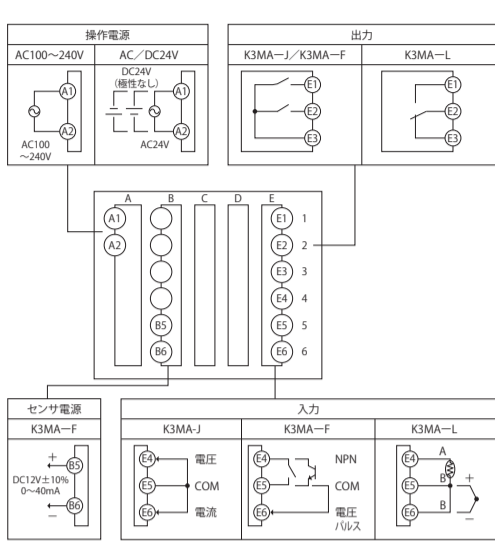 操作電源
AC100～240V
AC／DC24V
DC24V
(極性なし)
A1
A2
AC100
～240V
A1
A2
AC24V
出力
K3MA－J／K3MA－F
K3MA－L
E1
E2
E3
E1
E2
E3
A
B
C
D
E
A1
E1
1
A2
E2
2
E3
3
E4
4
B5
E5
5
B6
E6
6
センサ電源
K3MA－F
+
B5
DC12V±10%
0～40mA
B6
－
入力
K3MA-J
K3MA－F
K3MA－L
E4
電圧
E5
COM
E6
電流
E4
NPN
E5
COM
E6
電圧
パルス
E4
A
E5
B
+
E6
B
－